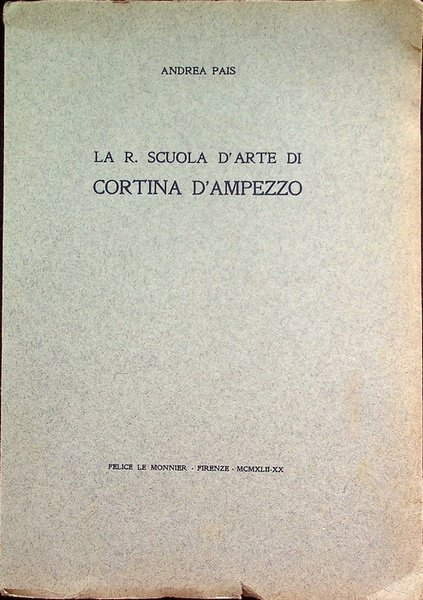 ANDREA PAIS
LA R. SCUOLA D'ARTE DI
CORTINA D'AMPEZZO
FELICE LE MONNIER - FIRENZE - MCMXLII-XX